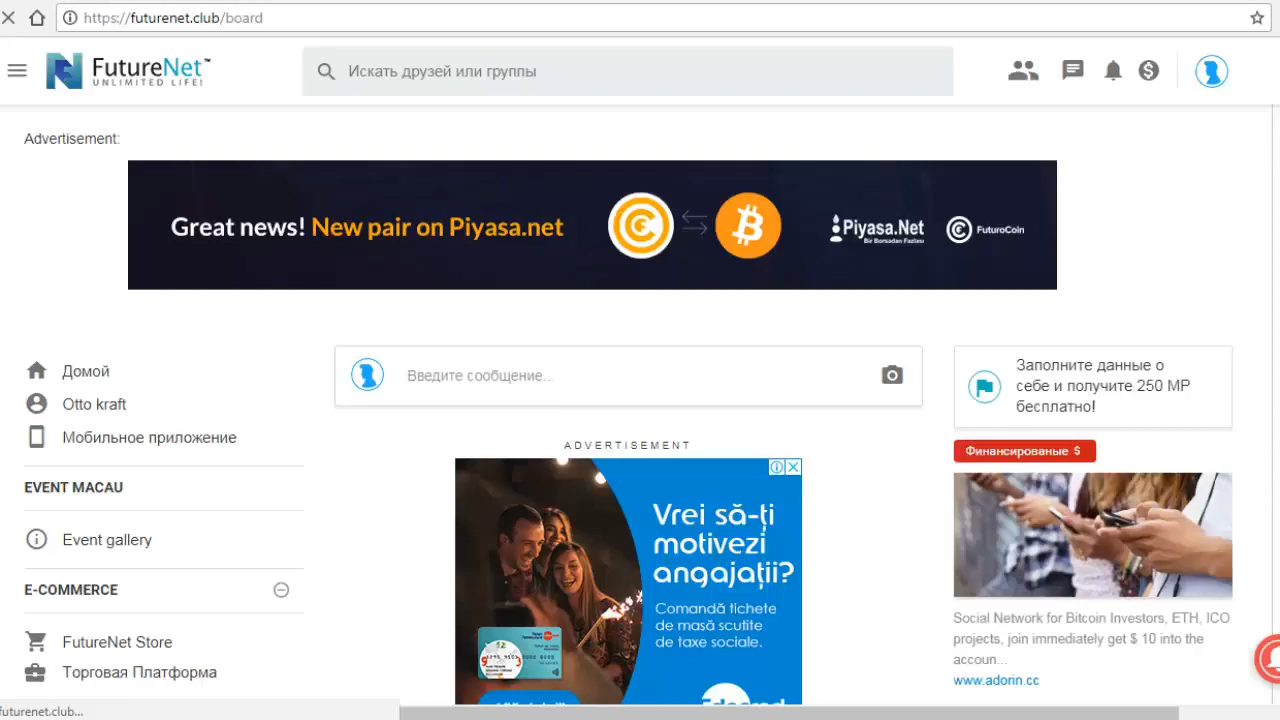 https://futurenet.club/board
FutureNet™
UNLIMITED LIFE!
Искать друзей или группы
Advertisement:
Great news! New pair on Piyasa.net
Piyasa.Net
Bir Borsadan Fazlası
FuturoCoin
Домой
Otto kraft
Мобильное приложение
EVENT MACAU
Event gallery
E-COMMERCE
FutureNet Store
Торговая Платформа
Введите сообщение...
ADVERTISEMENT
Vrei să-ți
motivezi
angajații?
Comandă tichete
de masă scutite
de taxe sociale.
Заполните данные о
себе и получите 250 MP
бесплатно!
Финансированые $
Social Network for Bitcoin Investors, ETH, ICO
projects, join immediately get $ 10 into the
accoun...
www.adorin.cc
futurenet.club...